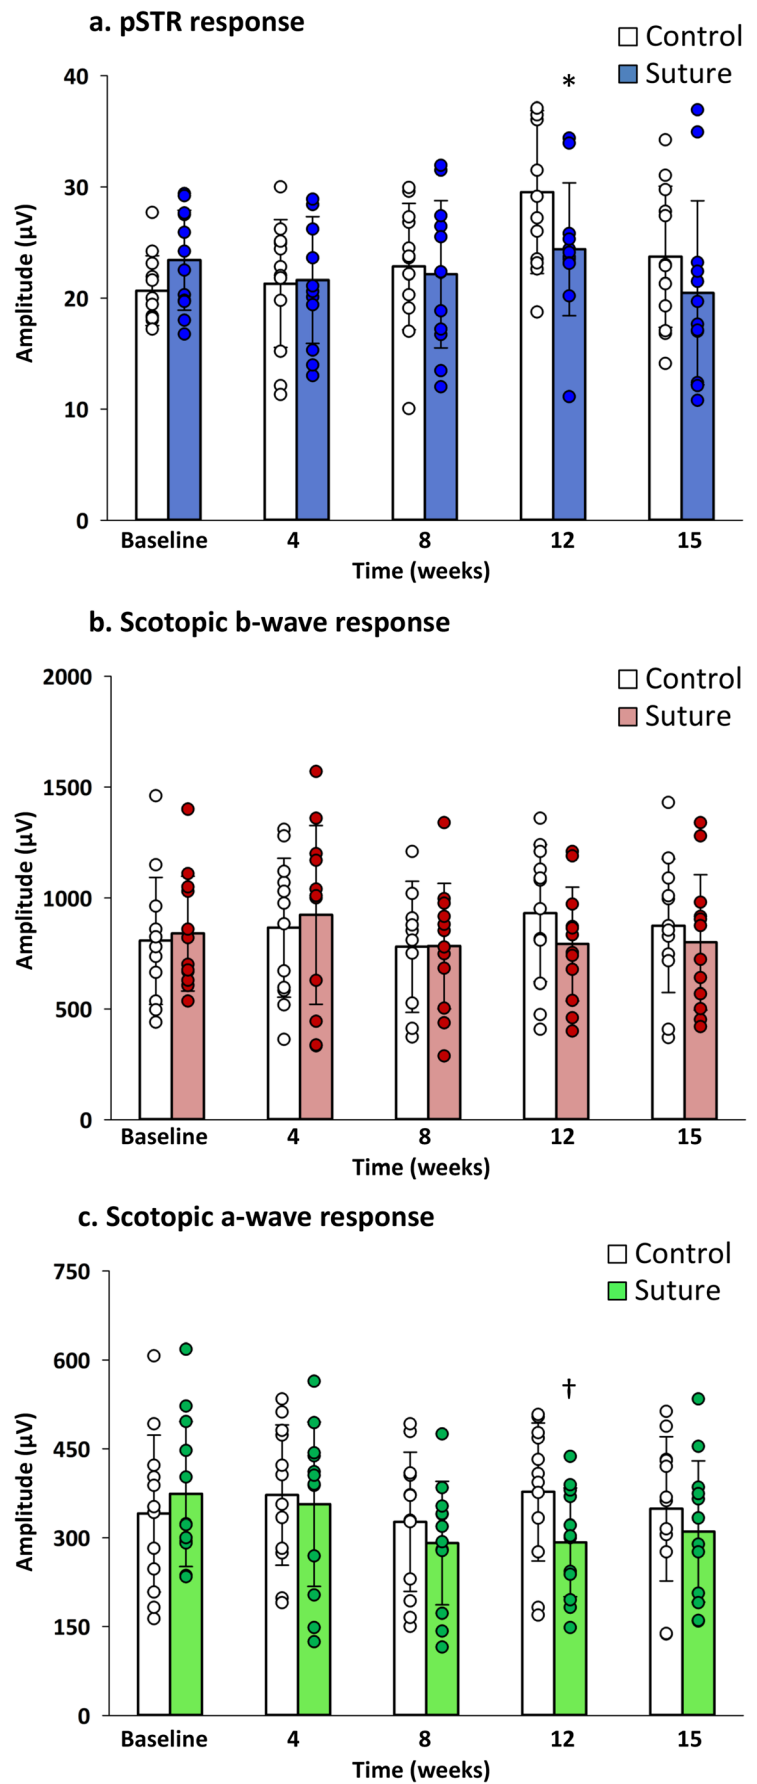 a. pSTR response
Control
Suture
40
30
20
10
0
Amplitude (µV)
*
Baseline 4 8 12 15
Time (weeks)
b. Scotopic b-wave response
Control
Suture
2000
1500
1000
500
0
Amplitude (µV)
Baseline 4 8 12 15
Time (weeks)
c. Scotopic a-wave response
Control
Suture
750
600
450
300
150
0
Amplitude (µV)
†
Baseline 4 8 12 15
Time (weeks)